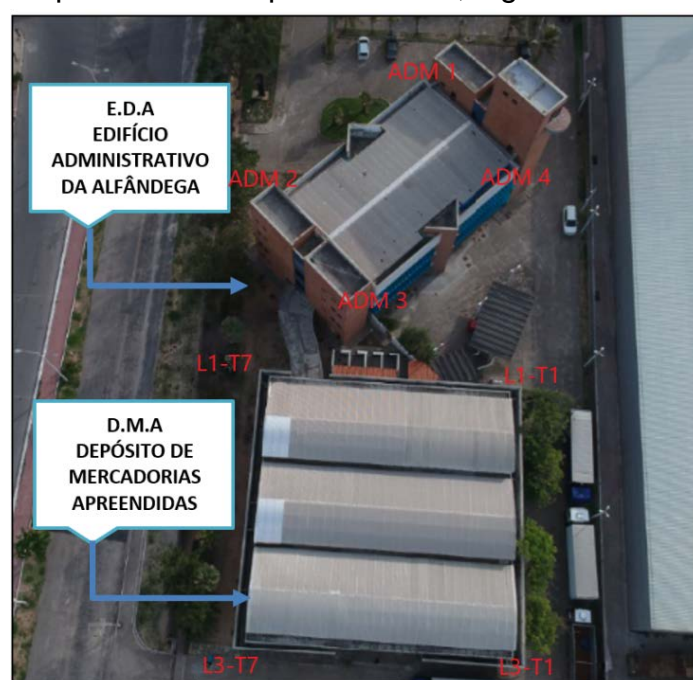 ADM 1
E.D.A
EDIFÍCIO
ADMINISTRATIVO
DA ALFÂNDEGA
ADM 2
ADM 4
ADM 3
L1-T7
L1-T1
D.M.A
DEPÓSITO DE
MERCADORIAS
APREENDIDAS
L3-T7
L3-T1